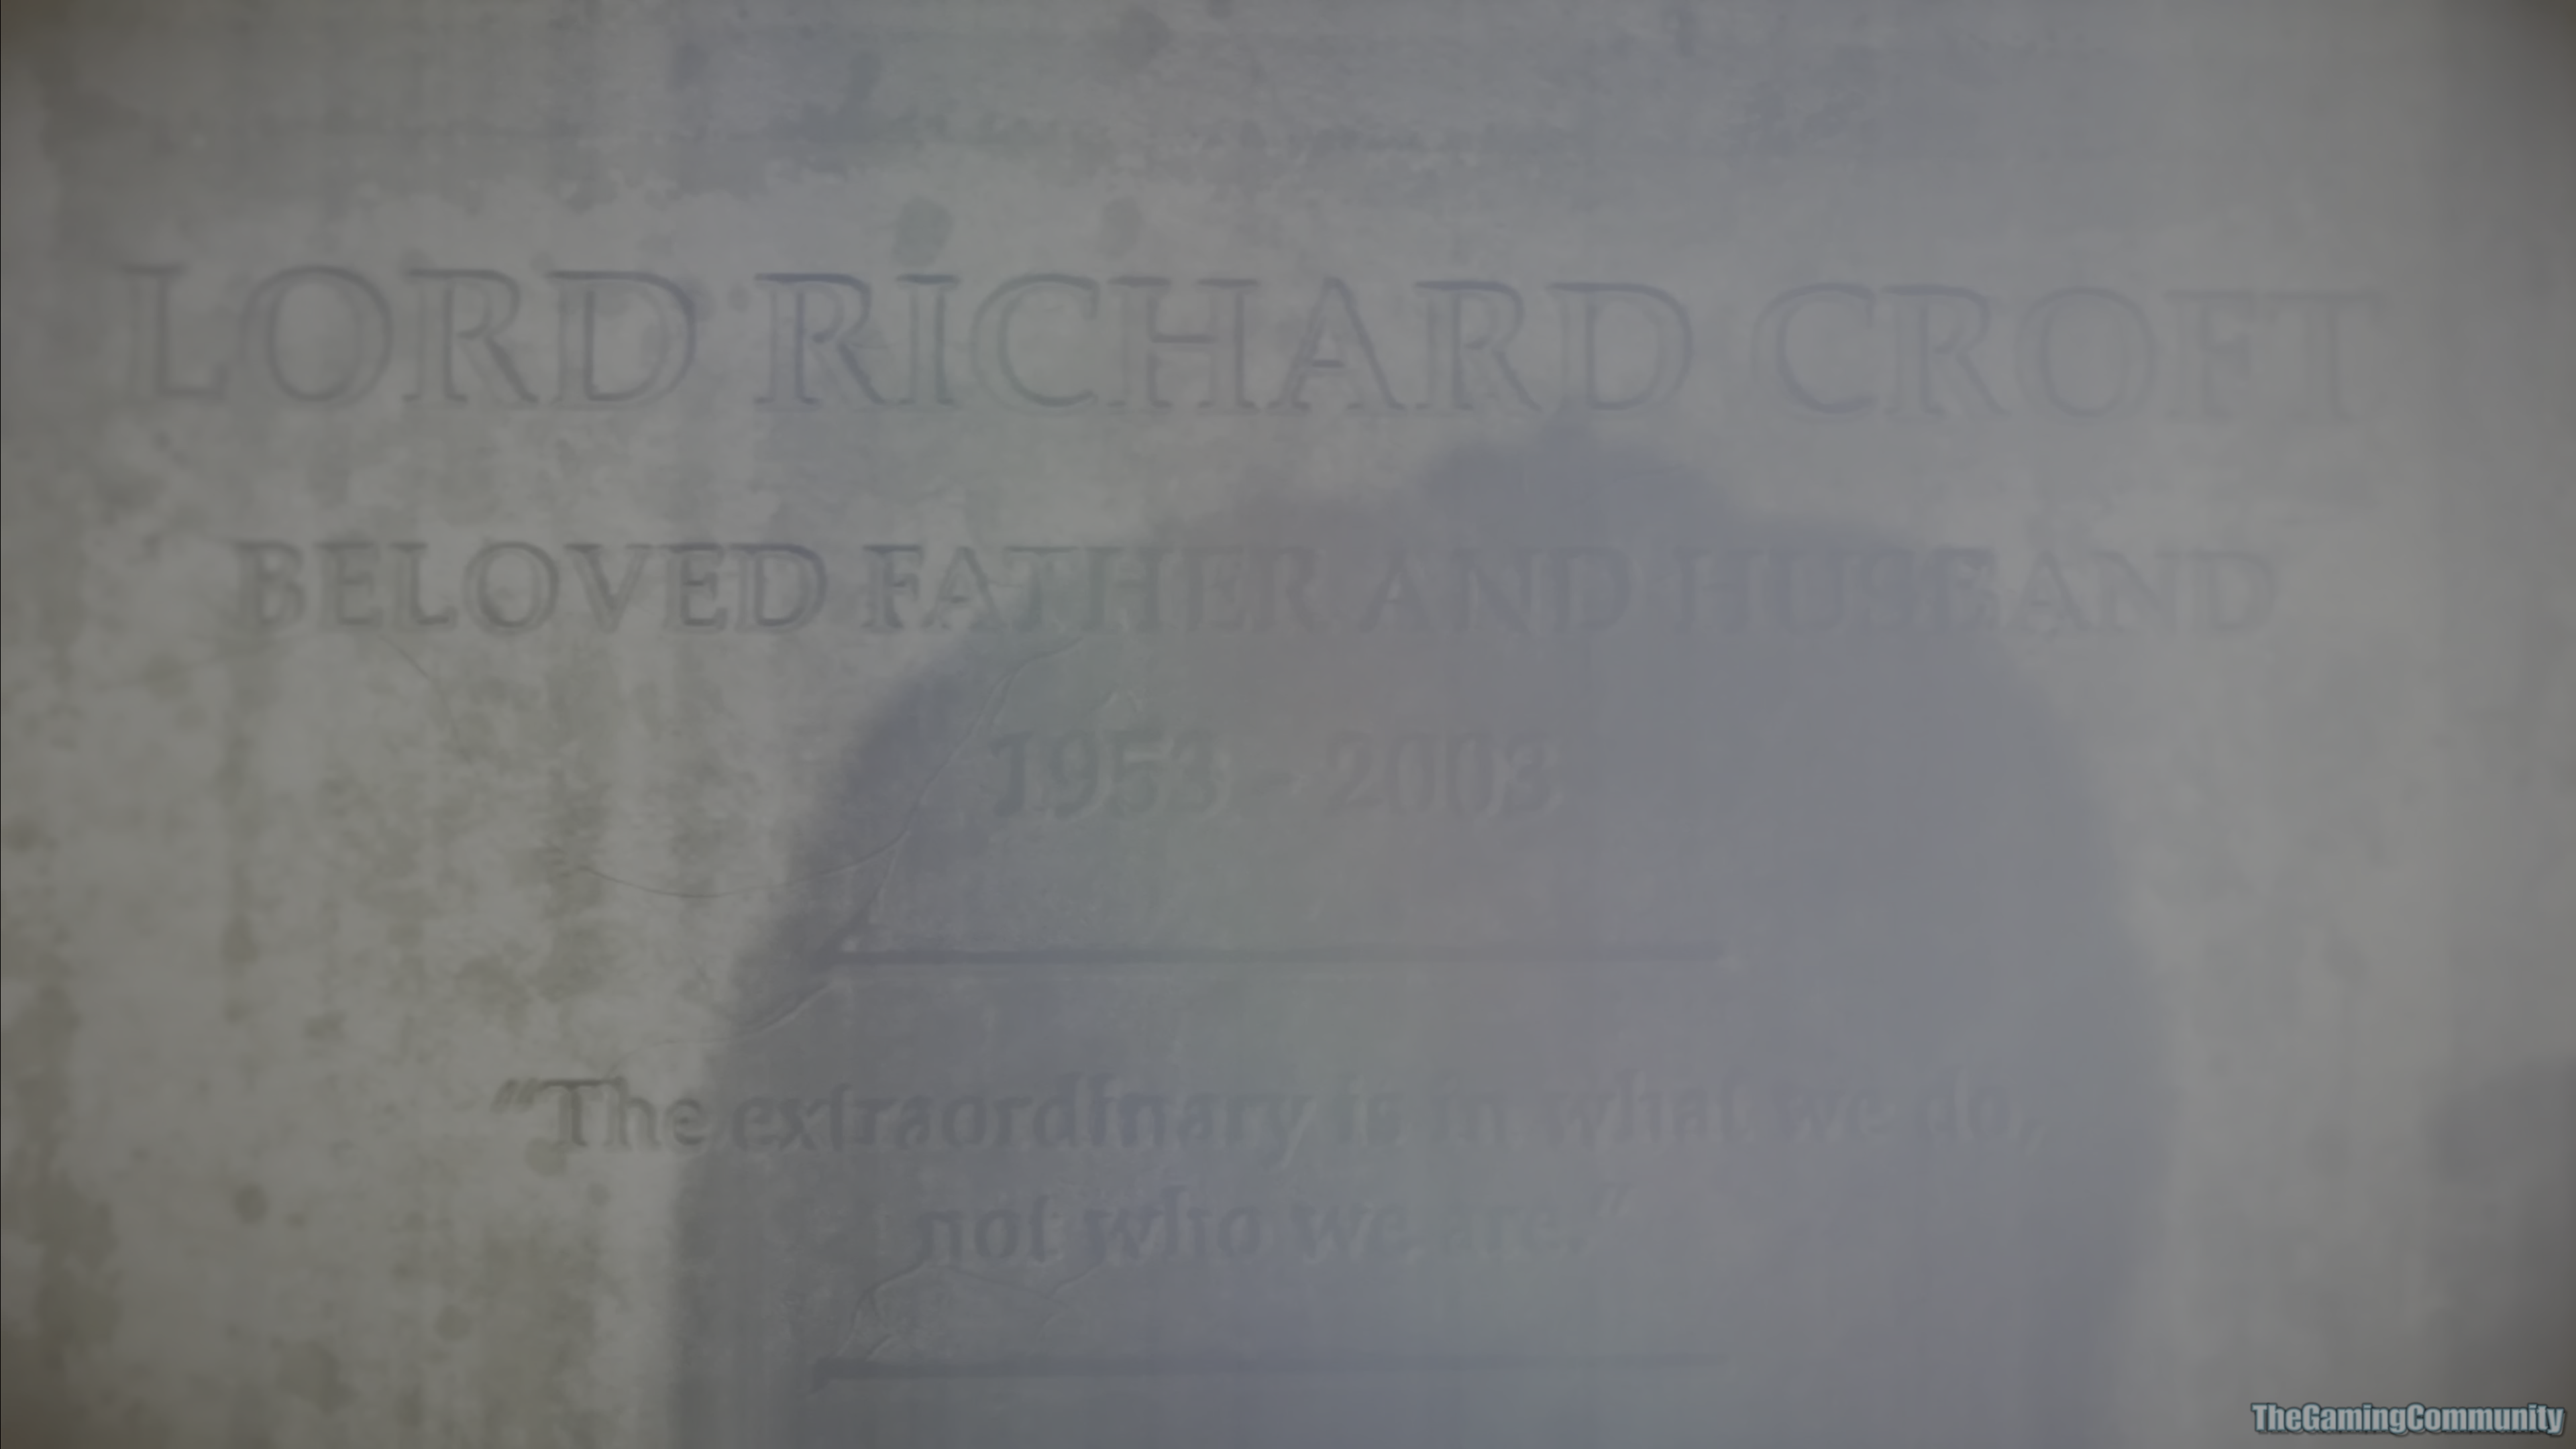 LORD RICHARD CROFT
BELOVED FATHER AND HUSBAND
1953 - 2003
"The extraordinary is in what we do,
not who we are."
TheGamingCommunity